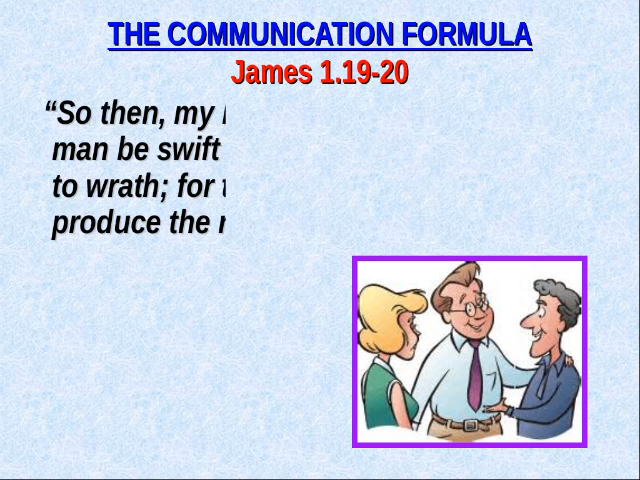 THE COMMUNICATION FORMULA
James 1.19-20
“So then, my
man be swift
to wrath; for
produce the